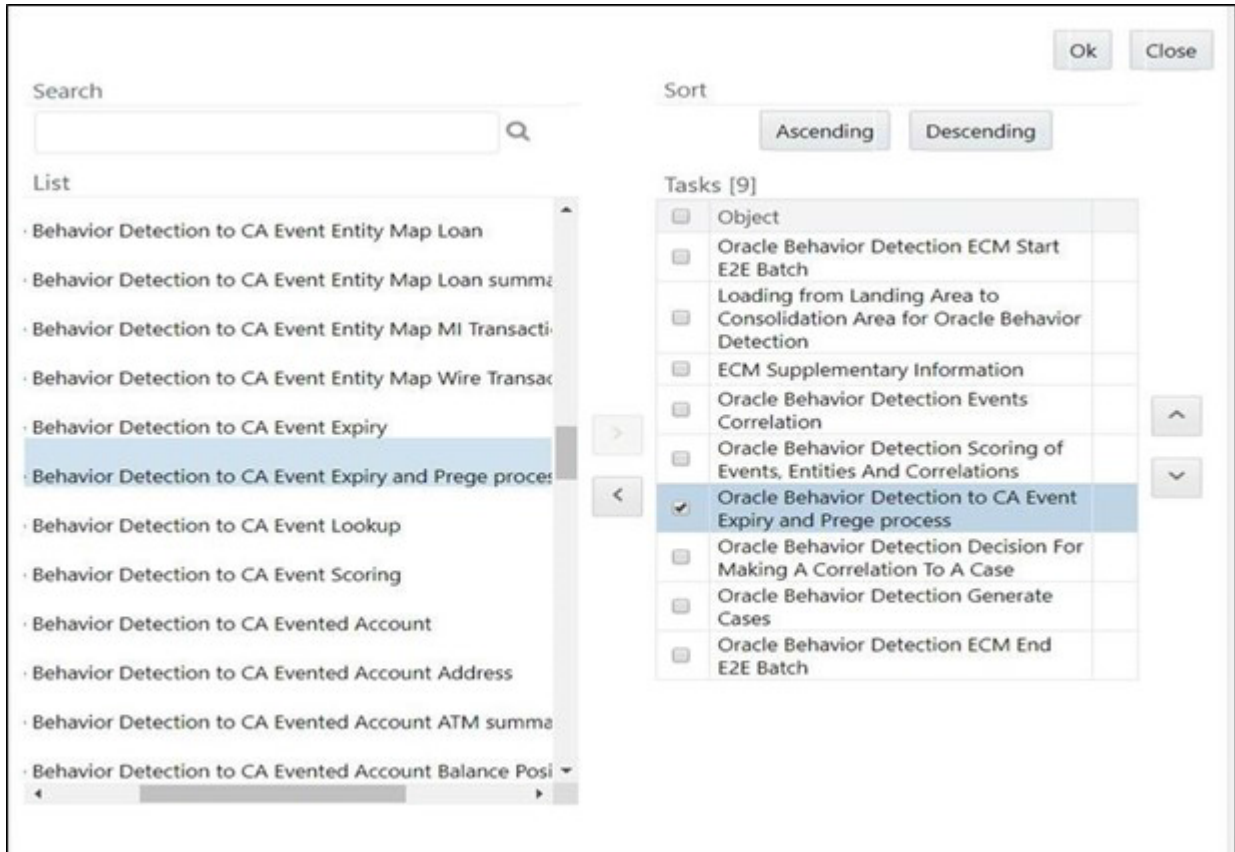 Ok Close
Search
Sort
Ascending Descending
List
Behavior Detection to CA Event Entity Map Loan
Behavior Detection to CA Event Entity Map Loan summa
Behavior Detection to CA Event Entity Map MI Transacti
Behavior Detection to CA Event Entity Map Wire Transac
Behavior Detection to CA Event Expiry
Behavior Detection to CA Event Expiry and Prege proces
Behavior Detection to CA Event Lookup
Behavior Detection to CA Event Scoring
Behavior Detection to CA Evented Account
Behavior Detection to CA Evented Account Address
Behavior Detection to CA Evented Account ATM summa
Behavior Detection to CA Evented Account Balance Posi
Tasks [9]
Object
Oracle Behavior Detection ECM Start
E2E Batch
Loading from Landing Area to
Consolidation Area for Oracle Behavior
Detection
ECM Supplementary Information
Oracle Behavior Detection Events
Correlation
Oracle Behavior Detection Scoring of
Events, Entities And Correlations
Oracle Behavior Detection to CA Event
Expiry and Prege process
Oracle Behavior Detection Decision For
Making A Correlation To A Case
Oracle Behavior Detection Generate
Cases
Oracle Behavior Detection ECM End
E2E Batch